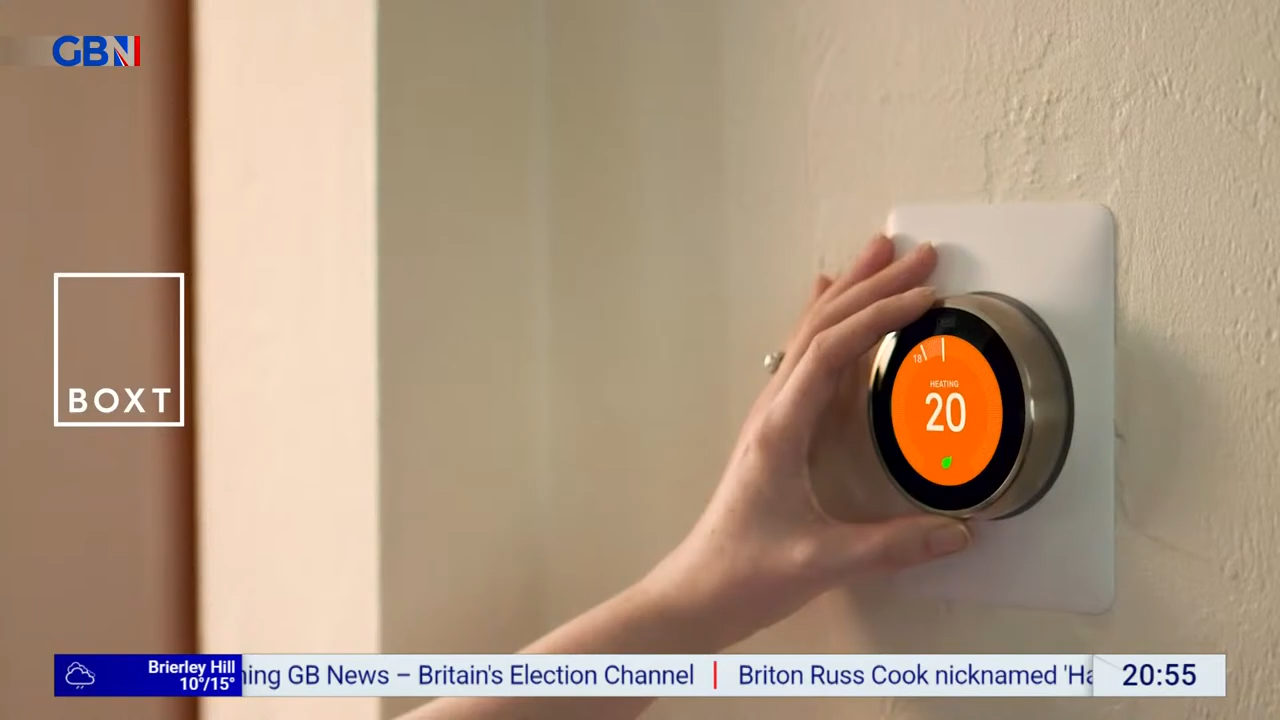 GBN
BOXT
18
HEATING
20
Brierley Hill
10°/15°
ning GB News – Britain's Election Channel
Briton Russ Cook nicknamed 'Ha
20:55